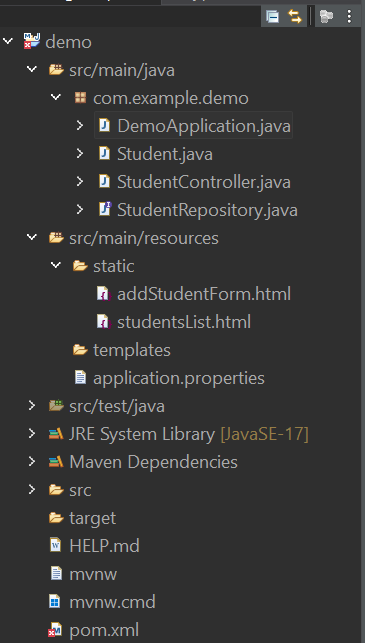 demo
src/main/java
com.example.demo
DemoApplication.java
Student.java
StudentController.java
StudentRepository.java
src/main/resources
static
addStudentForm.html
studentsList.html
templates
application.properties
src/test/java
JRE System Library [JavaSE-17]
Maven Dependencies
src
target
HELP.md
mvnw
mvnw.cmd
pom.xml